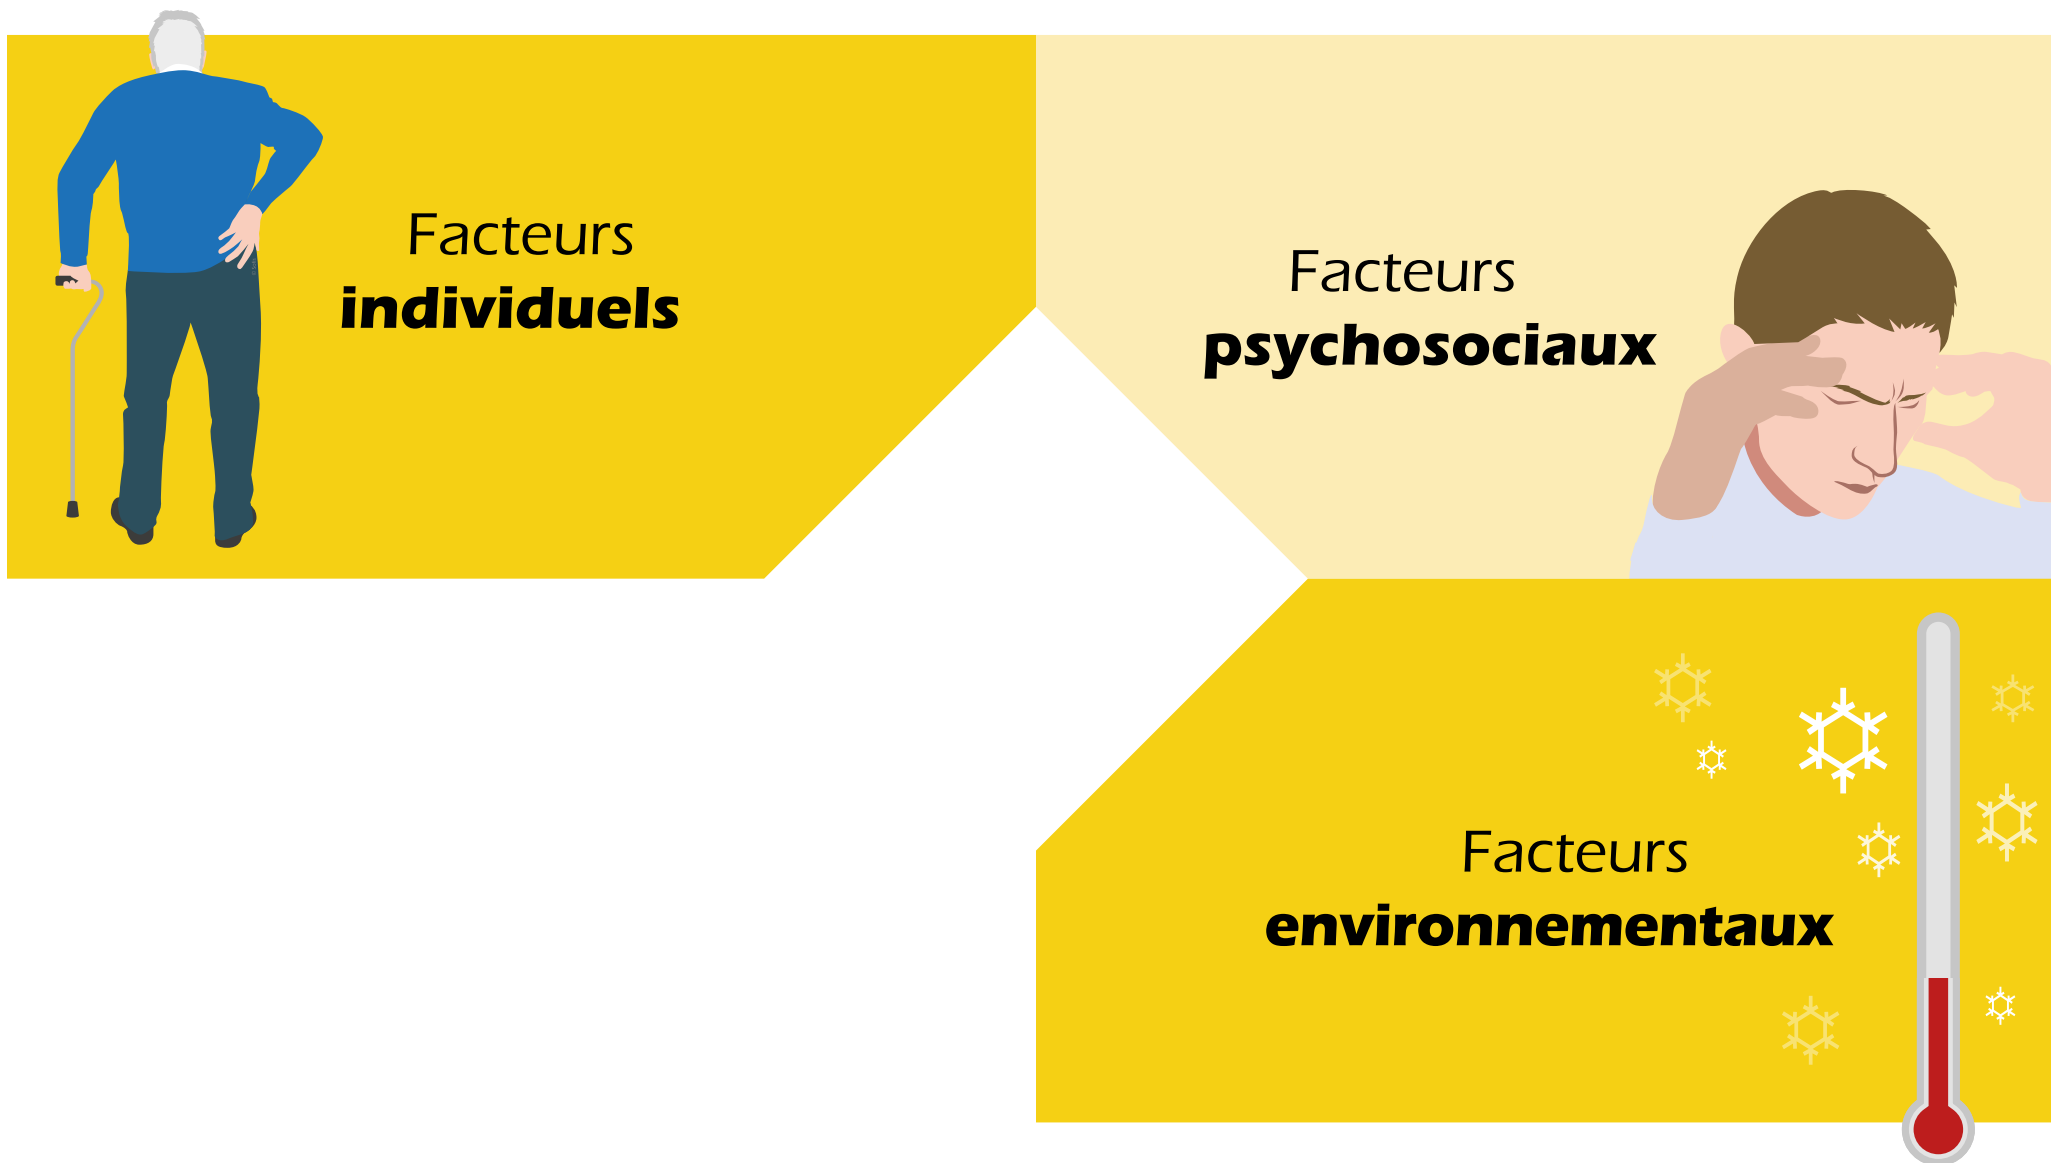 Facteurs
individuels
Facteurs
psychosociaux
Facteurs
environnementaux